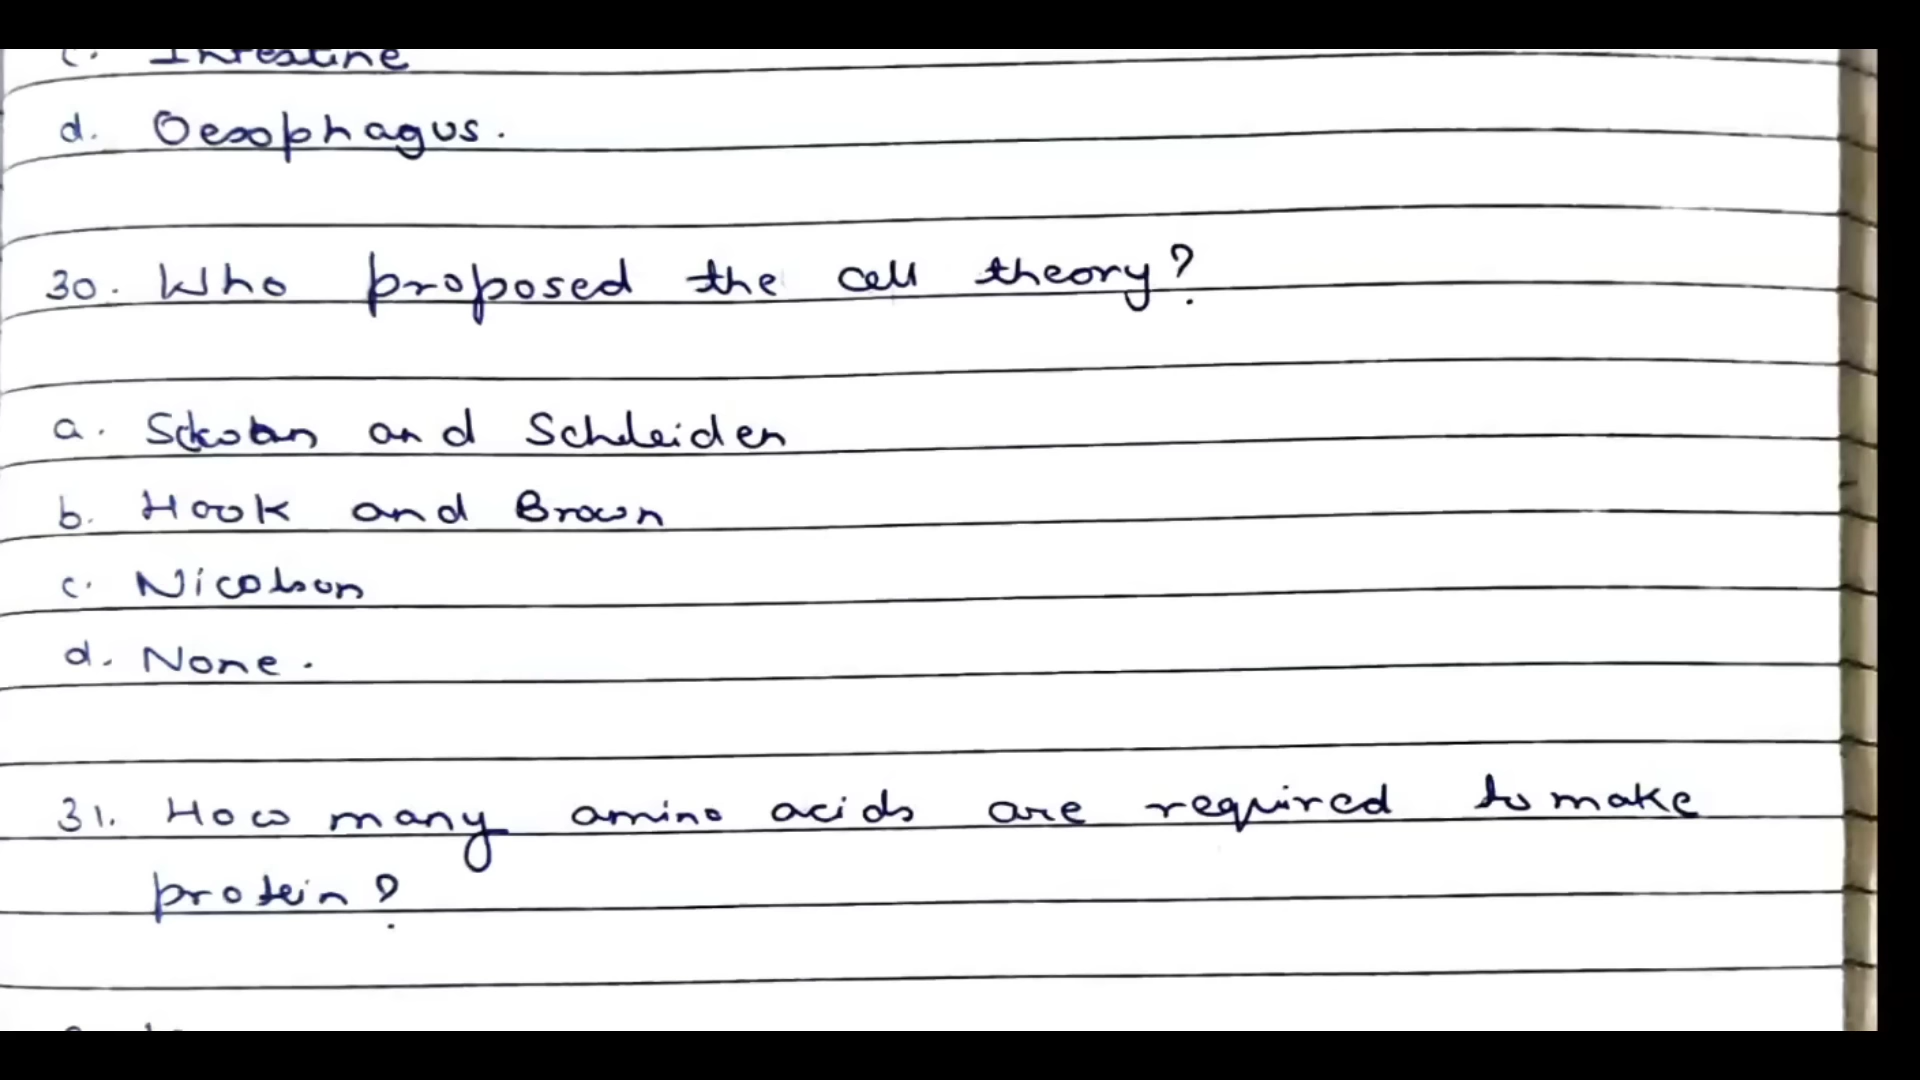 c. Intestine
d. Oesophagus.
30. Who proposed the cell theory?
a. and Schleiden
b. Hook and Brown
c. Nicolson
d. None.
31. How many amino acids are required to make
protein?